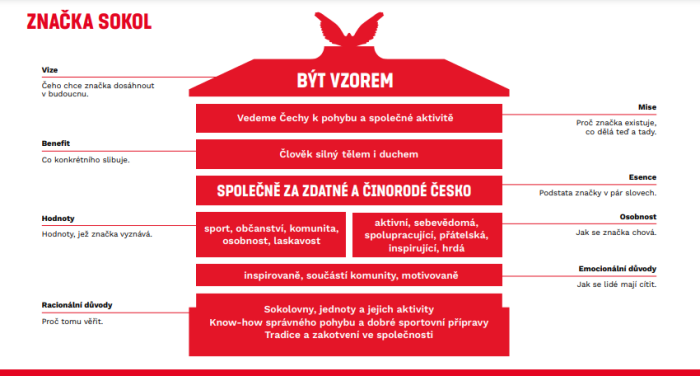 ZNAČKA SOKOL
Vize
Čeho chce značka dosáhnout
v budoucnu.
BÝT VZOREM
Vedeme Čechy k pohybu a společné aktivitě
Mise
Proč značka existuje,
co dělá teď a tady.
Benefit
Co konkrétního slibuje.
Člověk silný tělem i duchem
SPOLEČNĚ ZA ZDATNÉ A ČINORODÉ ČESKO
Esence
Podstata značky v pár slovech.
Hodnoty
Hodnoty, jež značka vyznává.
sport, občanství, komunita,
osobnost, laskavost
aktivní, sebevědomá,
spolupracující, přátelská,
inspirující, hrdá
Osobnost
Jak se značka chová.
inspirovaně, součástí komunity, motivovaně
Emocionální důvody
Jak se lidé mají cítit.
Racionální důvody
Proč tomu věřit.
Sokolovny, jednoty a jejich aktivity
Know-how správného pohybu a dobré sportovní přípravy
Tradice a zakotvení ve společnosti